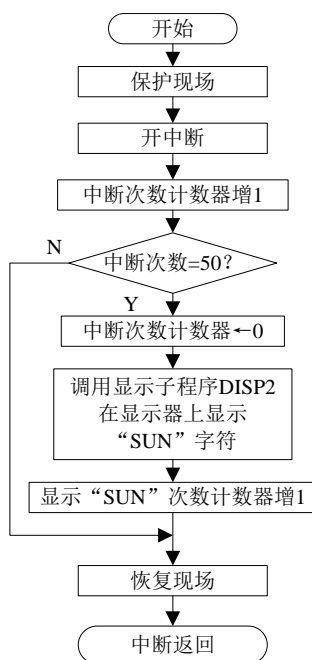 开始
保护现场
开中断
中断次数计数器增1
N
中断次数=50?
Y
中断次数计数器←0
调用显示子程序DISP2
在显示器上显示
“SUN”字符
显示“SUN”次数计数器增1
恢复现场
中断返回